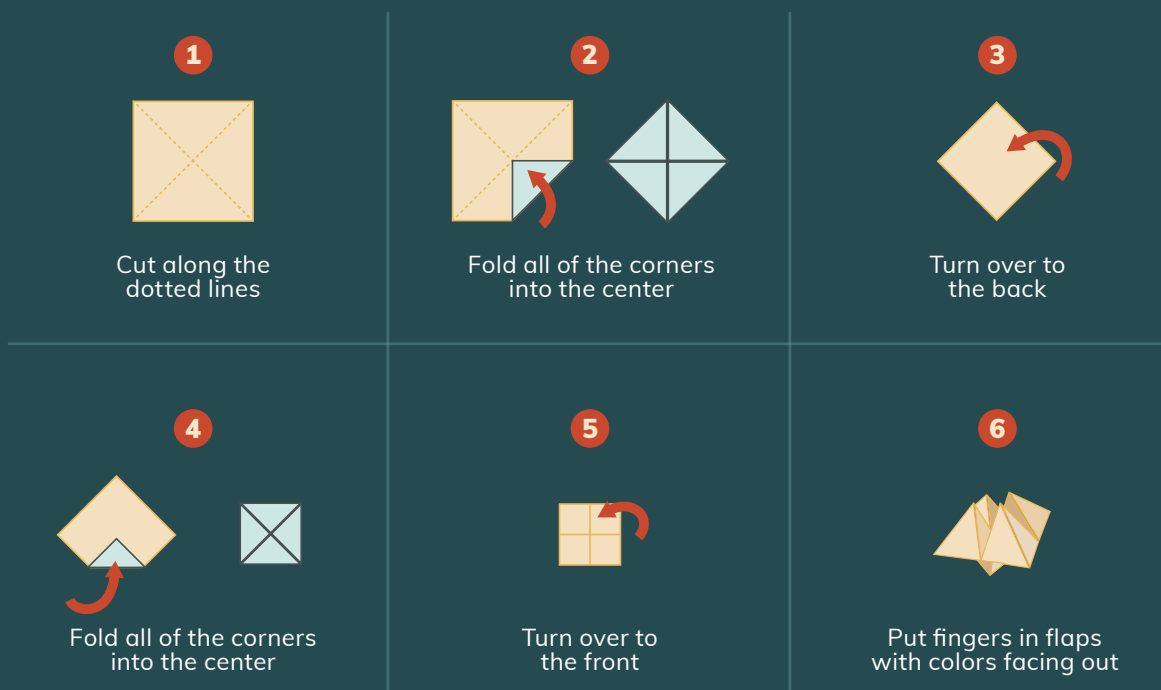 1
Cut along the
dotted lines
2
Fold all of the corners
into the center
3
Turn over to
the back
4
Fold all of the corners
into the center
5
Turn over to
the front
6
Put fingers in flaps
with colors facing out